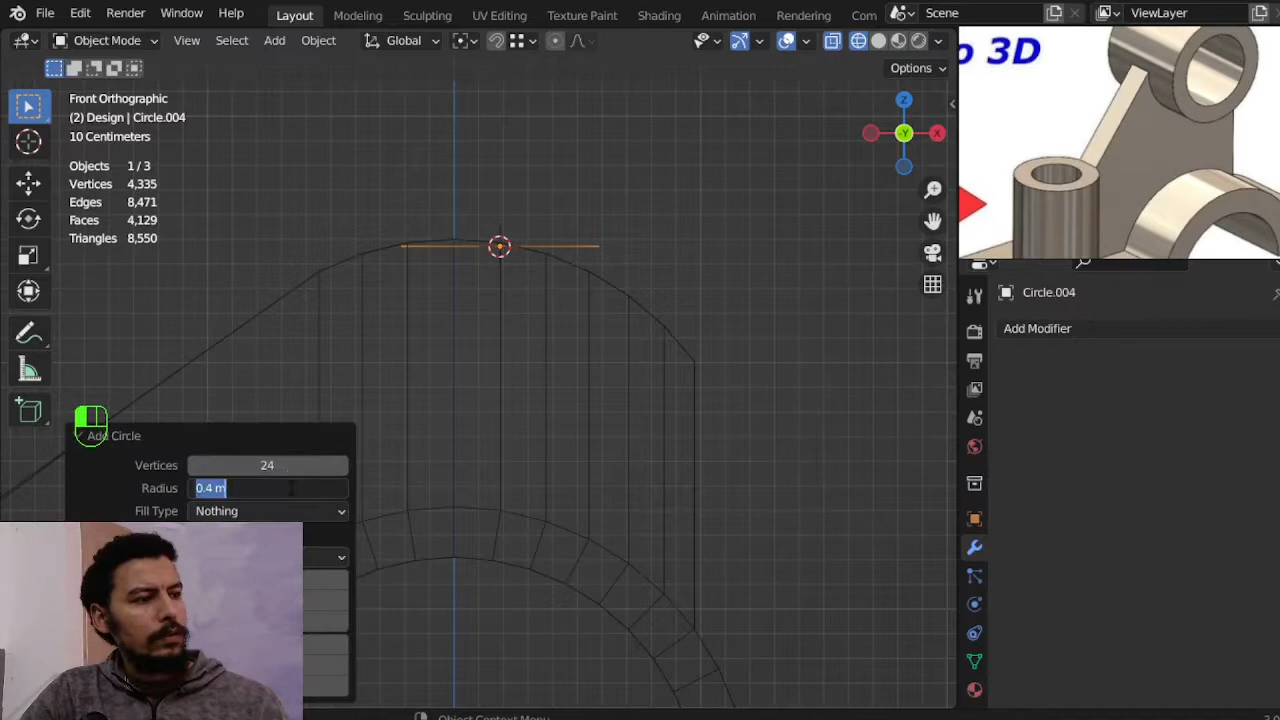 File Edit Render Window Help Layout Modeling Sculpting UV Editing Texture Paint Shading Animation Rendering Com Scene ViewLayer
Object Mode View Select Add Object Global
Options
o 3D
Front Orthographic
(2) Design | Circle.004
10 Centimeters
Objects 1 / 3
Vertices 4,335
Edges 8,471
Faces 4,129
Triangles 8,550
Z
-Y
X
Circle.004
Add Modifier
Add Circle
Vertices 24
Radius 0.4 m
Fill Type Nothing
Object Context Menu